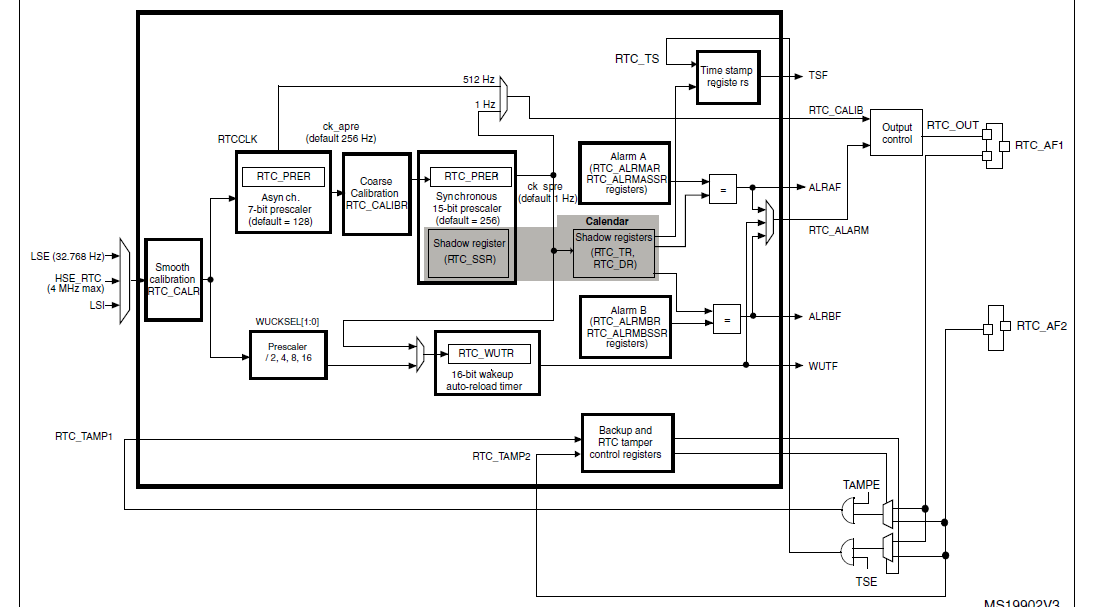 RTC_TS
Time stamp
registe rs
TSF
512 Hz
1 Hz
RTC_CALIB
Output
control
RTC_OUT
RTC_AF1
RTCCLK
ck_apre
(default 256 Hz)
RTC_PRER
Asyn ch.
7-bit prescaler
(default = 128)
Coarse
Calibration
RTC_CALIBR
RTC_PRER
Synchronous
15-bit prescaler
(default = 256)
Shadow register
(RTC_SSR)
ck spre
(default 1 Hz)
Alarm A
(RTC_ALRMAR
RTC_ALRMASSR
registers)
=
ALRAF
RTC_ALARM
Calendar
Shadow registers
(RTC_TR,
RTC_DR)
LSE (32.768 Hz)
HSE_RTC
(4 MHz max)
LSI
Smooth
calibration
RTC_CALR
Alarm B
(RTC_ALRMBR
RTC_ALRMBSSR
registers)
=
ALRBF
RTC_AF2
WUCKSEL[1:0]
Prescaler
/ 2, 4, 8, 16
RTC_WUTR
16-bit wakeup
auto-reload timer
WUTF
RTC_TAMP1
RTC_TAMP2
Backup and
RTC tamper
control registers
TAMPE
TSE
MS19902V3